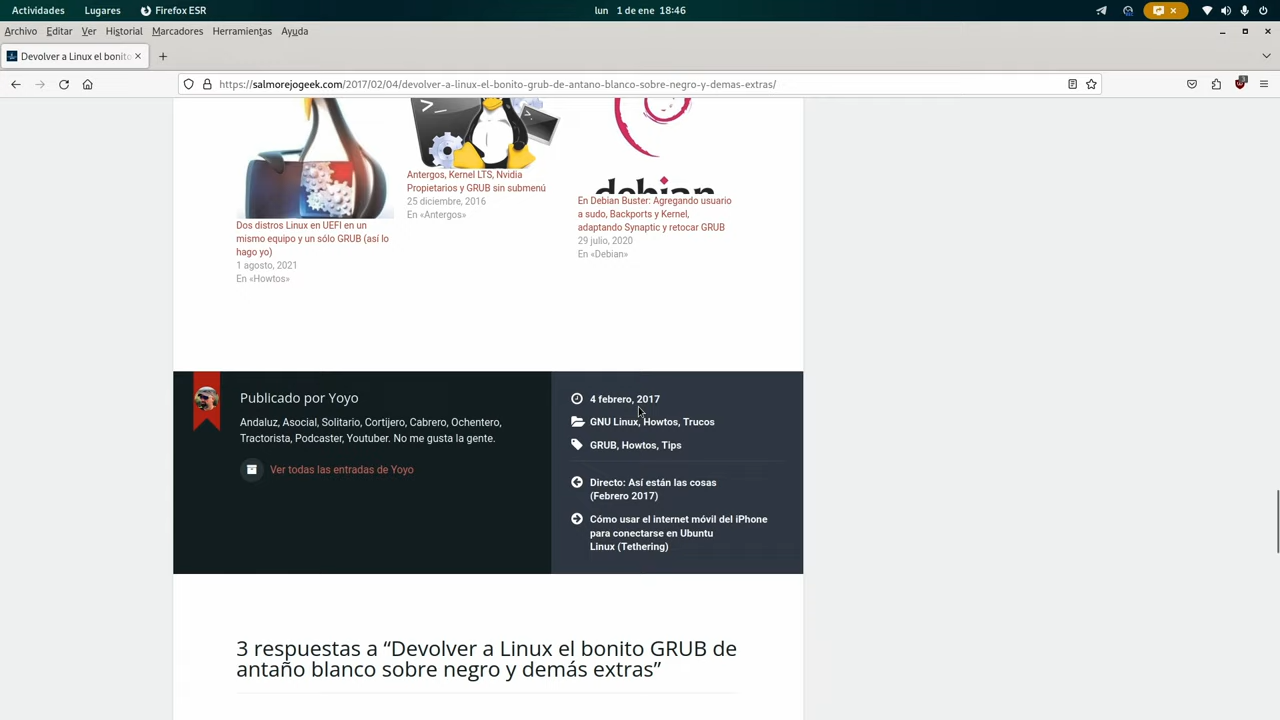 Actividades Lugares Firefox ESR lun 1 de ene 18:46
Archivo Editar Ver Historial Marcadores Herramientas Ayuda
Devolver a Linux el bonito
https://salmorejogeek.com/2017/02/04/devolver-a-linux-el-bonito-grub-de-antano-blanco-sobre-negro-y-demas-extras/
debian
Dos distros Linux en UEFI en un
mismo equipo y un sólo GRUB (así lo
hago yo)
1 agosto, 2021
En «Howtos»
Antergos, Kernel LTS, Nvidia
Propietarios y GRUB sin submenú
25 diciembre, 2016
En «Antergos»
En Debian Buster: Agregando usuario
a sudo, Backports y Kernel,
adaptando Synaptic y retocar GRUB
29 julio, 2020
En «Debian»
Publicado por Yoyo
Andaluz, Asocial, Solitario, Cortijero, Cabrero, Ochentero,
Tractorista, Podcaster, Youtuber. No me gusta la gente.
Ver todas las entradas de Yoyo
4 febrero, 2017
GNU Linux, Howtos, Trucos
GRUB, Howtos, Tips
Directo: Así están las cosas
(Febrero 2017)
Cómo usar el internet móvil del iPhone
para conectarse en Ubuntu
Linux (Tethering)
3 respuestas a “Devolver a Linux el bonito GRUB de
antaño blanco sobre negro y demás extras”